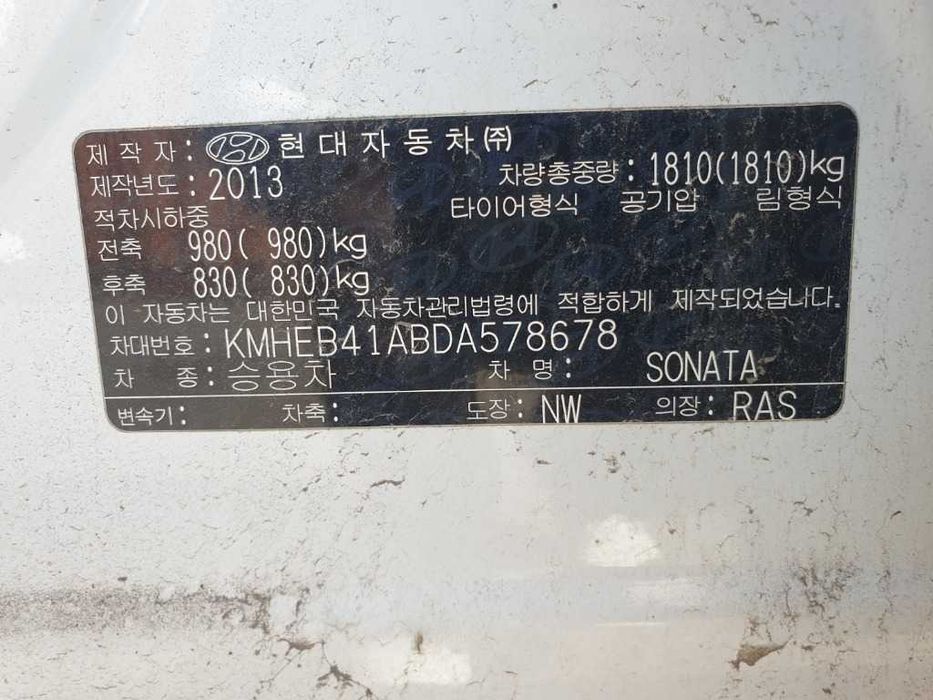 제작자: 현대자동차㈜
제작년도: 2013 차량총중량: 1810(1810)kg
적차시하중 타이어형식 공기압 림형식
전축 980( 980)kg
후축 830( 830)kg
이 자동차는 대한민국 자동차관리법령에 적합하게 제작되었습니다.
차대번호: KMHEB41ABDA578678
차 종: 승용차 차 명: SONATA
변속기: 차축: 도장: NW 의장: RAS